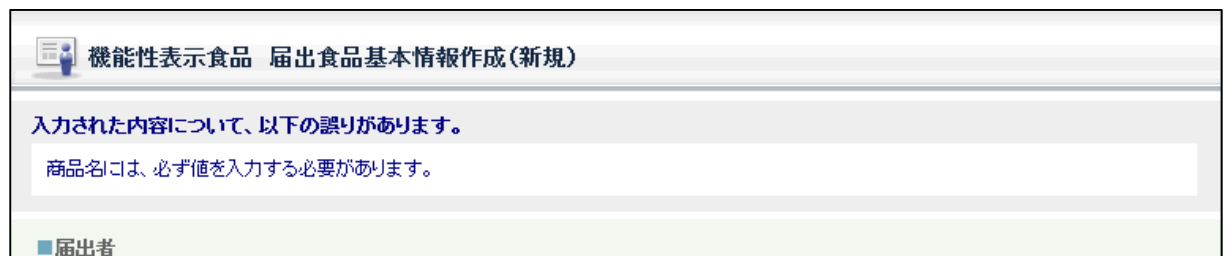 機能性表示食品 届出食品基本情報作成(新規)
入力された内容について、以下の誤りがあります。
商品名には、必ず値を入力する必要があります。
■届出者